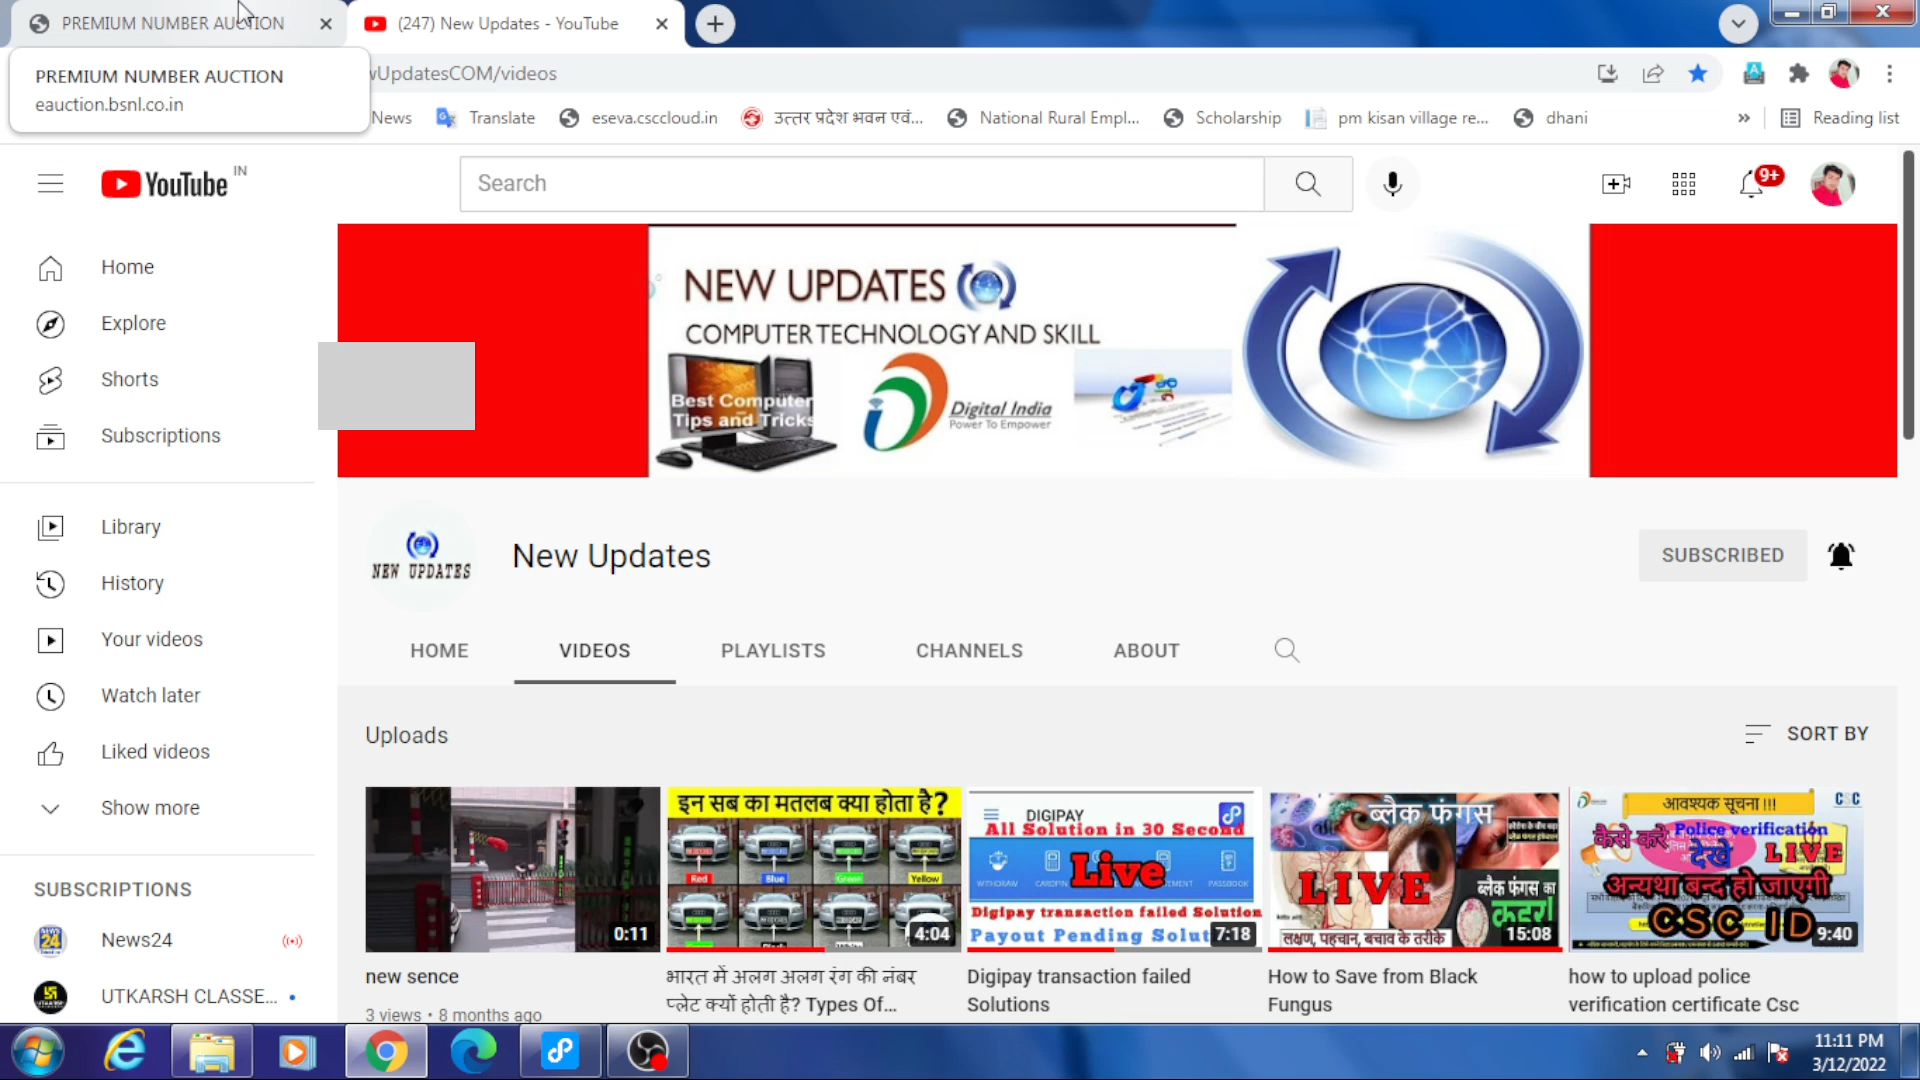 PREMIUM NUMBER AUCTION
(247) New Updates - YouTube
PREMIUM NUMBER AUCTION
eauction.bsnl.co.in
wUpdatesCOM/videos
News
Translate
eseva.csccloud.in
उत्तर प्रदेश भवन एवं...
National Rural Empl...
Scholarship
pm kisan village re...
dhani
»
Reading list
YouTube IN
Search
9+
Home
Explore
Shorts
Subscriptions
Library
History
Your videos
Watch later
Liked videos
Show more
SUBSCRIPTIONS
News24
UTKARSH CLASSE...
NEW UPDATES
COMPUTER TECHNOLOGY AND SKILL
Best Computer
Tips and Tricks
Digital India
Power To Empower
NEW UPDATES
New Updates
SUBSCRIBED
HOME
VIDEOS
PLAYLISTS
CHANNELS
ABOUT
Uploads
SORT BY
0:11
new sence
3 views • 8 months ago
इन सब का मतलब क्या होता है?
Red
Blue
Green
Yellow
4:04
भारत में अलग अलग रंग की नंबर
प्लेट क्यों होती है? Types Of...
DIGIPAY
All Solution in 30 Second
Live
WITHDRAW
PASSBOOK
Digipay transaction failed Solution
Payout Pending Solut
7:18
Digipay transaction failed
Solutions
ब्लैक फंगस
LIVE
ब्लैक फंगस का
कहर!
लक्षण, पहचान, बचाव के तरीके
15:08
How to Save from Black
Fungus
आवश्यक सूचना !!!
CSC
कैसे करे Police verification
देखे LIVE
अन्यथा बन्द हो जाएगी
CSC ID
9:40
how to upload police
verification certificate Csc
11:11 PM
3/12/2022